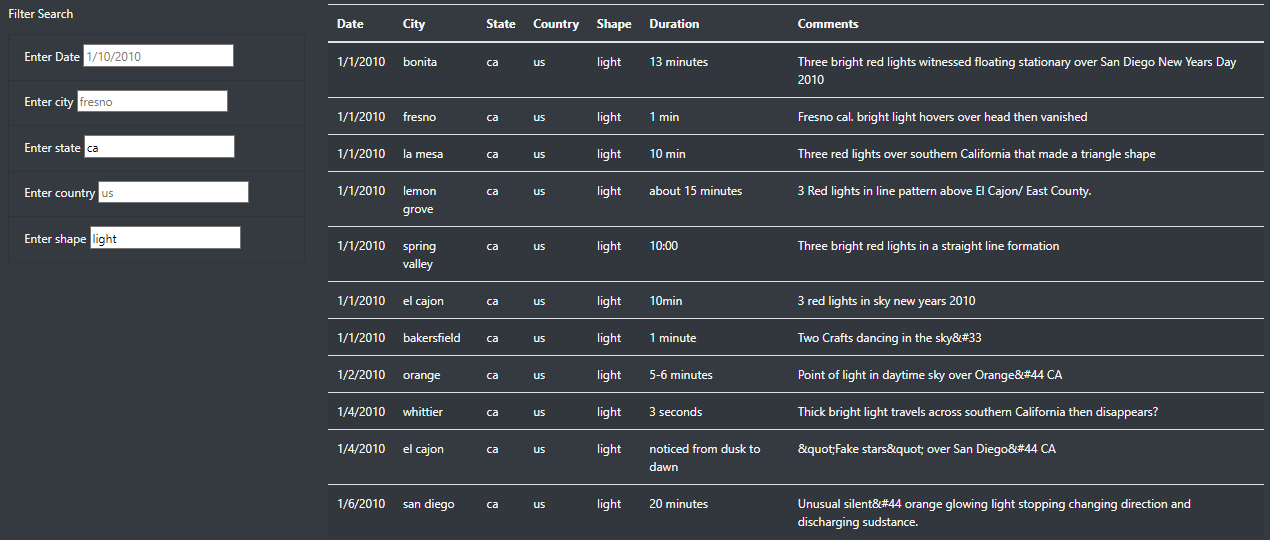 Filter Search
Enter Date 1/10/2010
Enter city fresno
Enter state ca
Enter country us
Enter shape light
Date City State Country Shape Duration Comments
1/1/2010 bonita ca us light 13 minutes Three bright red lights witnessed floating stationary over San Diego New Years Day
2010
1/1/2010 fresno ca us light 1 min Fresno cal. bright light hovers over head then vanished
1/1/2010 la mesa ca us light 10 min Three red lights over southern California that made a triangle shape
1/1/2010 lemon ca us light about 15 minutes 3 Red lights in line pattern above El Cajon/ East County.
grove
1/1/2010 spring ca us light 10:00 Three bright red lights in a straight line formation
valley
1/1/2010 el cajon ca us light 10min 3 red lights in sky new years 2010
1/1/2010 bakersfield ca us light 1 minute Two Crafts dancing in the sky&#33
1/2/2010 orange ca us light 5-6 minutes Point of light in daytime sky over Orange&#44 CA
1/4/2010 whittier ca us light 3 seconds Thick bright light travels across southern California then disappears?
1/4/2010 el cajon ca us light noticed from dusk to &quot;Fake stars&quot; over San Diego&#44 CA
dawn
1/6/2010 san diego ca us light 20 minutes Unusual silent&#44 orange glowing light stopping changing direction and
discharging sudstance.